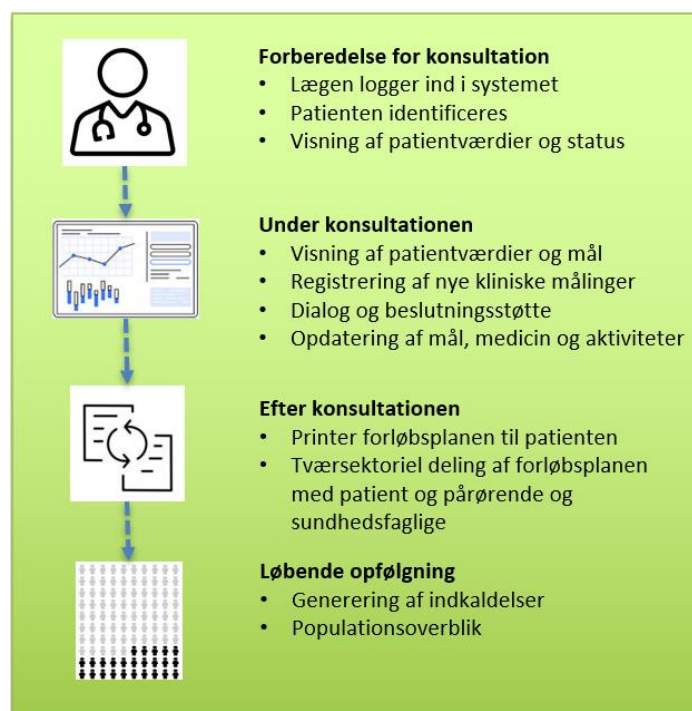 Forberedelse for konsultation
• Lægen logger ind i systemet
• Patienten identificeres
• Visning af patientværdier og status
Under konsultationen
• Visning af patientværdier og mål
• Registrering af nye kliniske målinger
• Dialog og beslutningsstøtte
• Opdatering af mål, medicin og aktiviteter
Efter konsultationen
• Printer forløbsplanen til patienten
• Tværsektoriel deling af forløbsplanen
med patient og pårørende og
sundhedsfaglige
Løbende opfølgning
• Generering af indkaldelser
• Populationsoverblik